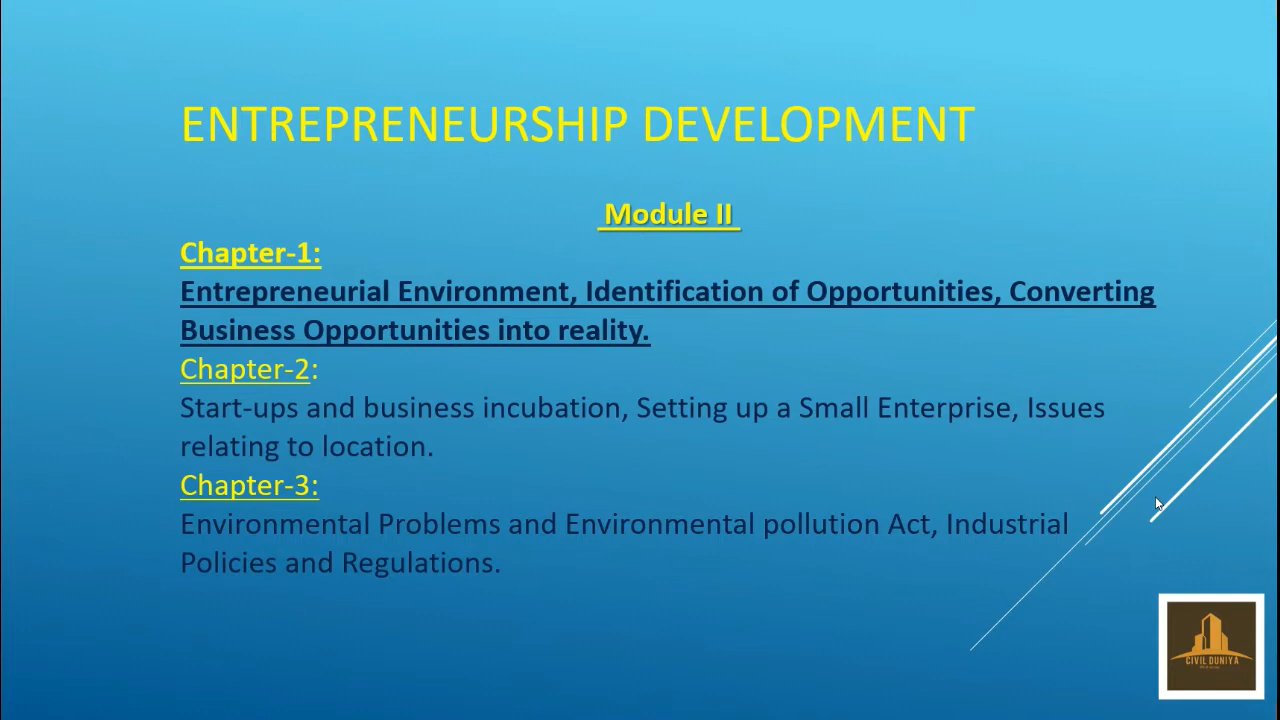 ENTREPRENEURSHIP DEVELOPMENT
Module II
Chapter-1:
Entrepreneurial Environment, Identification of Opportunities, Converting
Business Opportunities into reality.
Chapter-2:
Start-ups and business incubation, Setting up a Small Enterprise, Issues
relating to location.
Chapter-3:
Environmental Problems and Environmental pollution Act, Industrial
Policies and Regulations.
CIVIL DUNIYA